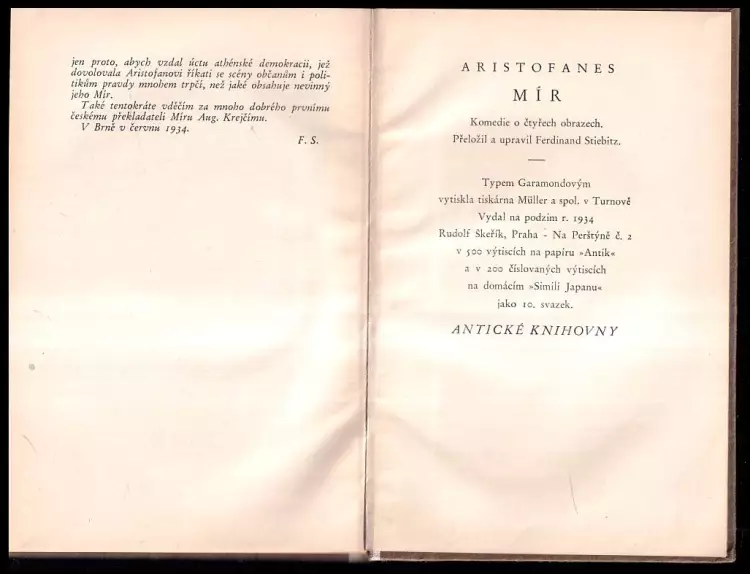 jen proto, abych vzdal úctu athénské demokracii, jež
dovolovala Aristofanovi říkati se scény občanům i poli-
tikům pravdy mnohem trpčí, než jaké obsahuje nevinný
jeho Mír.
Také tentokráte vděčím za mnoho dobrého prvnímu
českému překladateli Míru Aug. Krejčímu.
V Brně v červnu 1934.
F. S.
ARISTOFANES
MÍR
Komedie o čtyřech obrazech.
Přeložil a upravil Ferdinand Stiebitz.
Typem Garamondovým
vytiskla tiskárna Müller a spol. v Turnově
Vydal na podzim r. 1934
Rudolf Škeřík, Praha - Na Perštýně č. 2
v 500 výtiscích na papíru »Antik«
a v 200 číslovaných výtiscích
na domácím »Simili Japanu«
jako 10. svazek.
ANTICKÉ KNIHOVNY